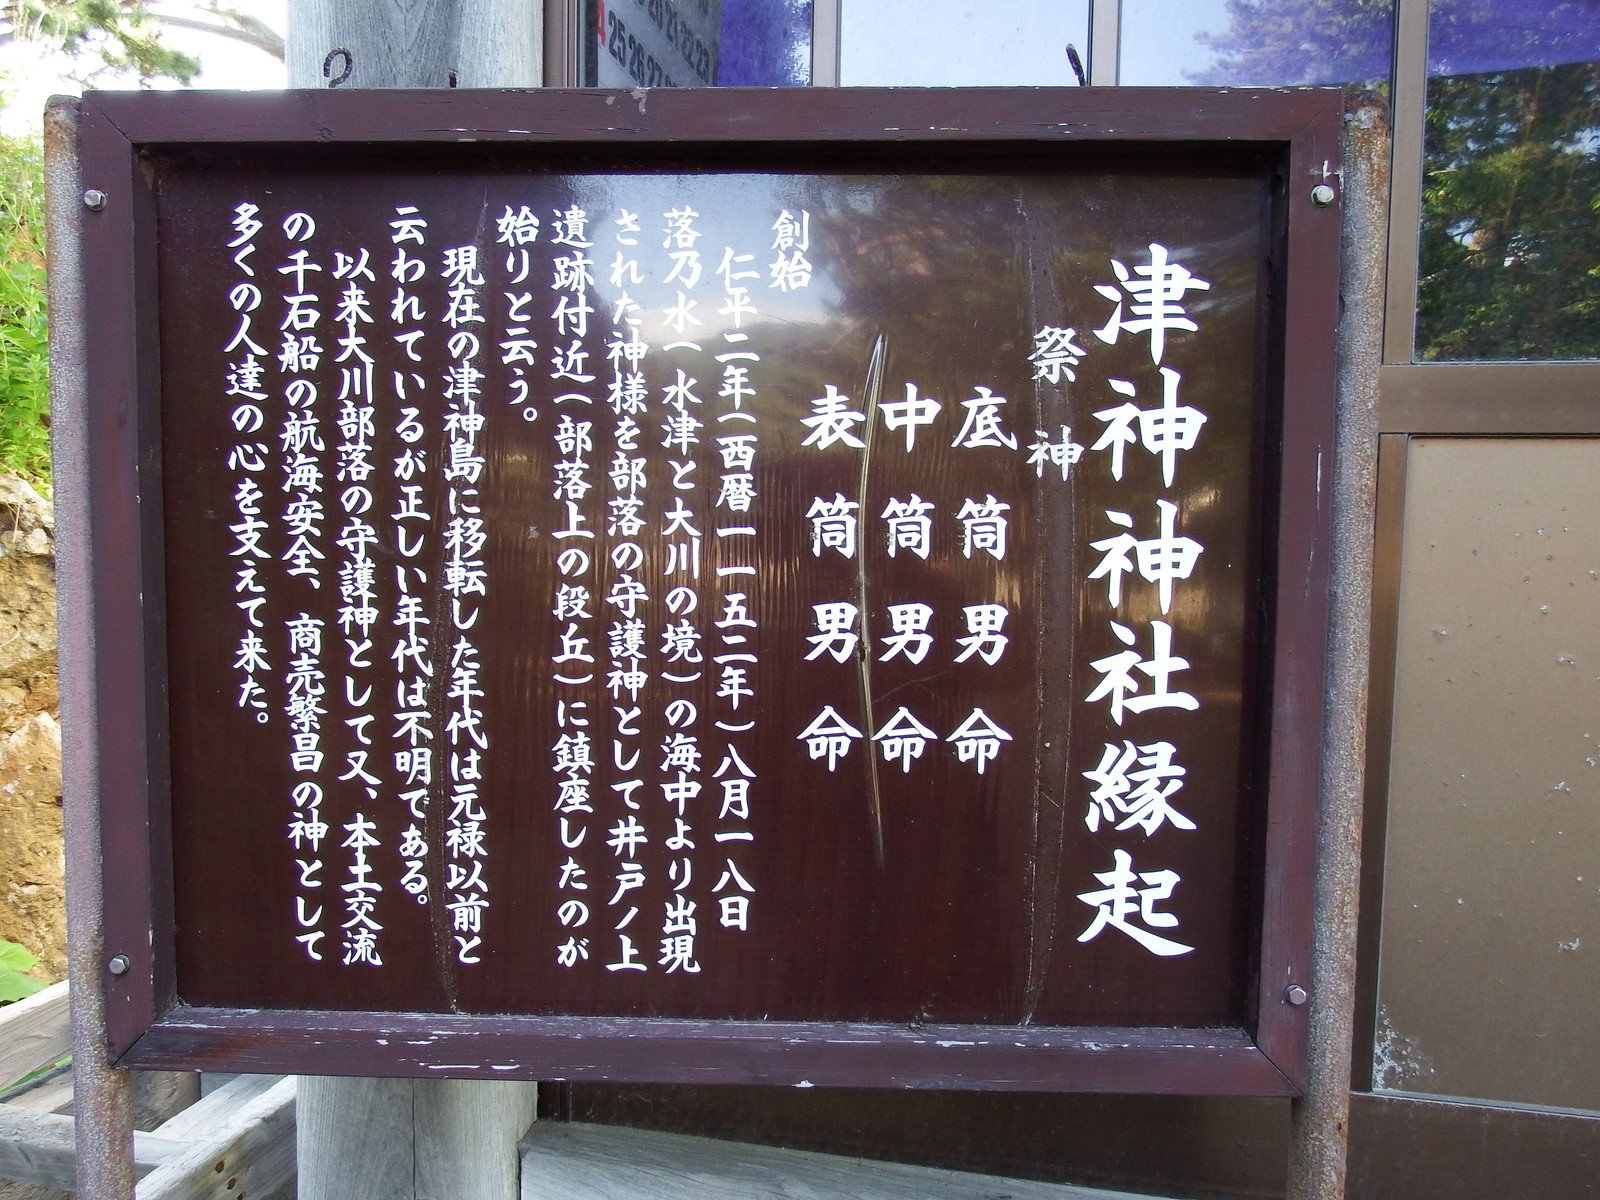 津神神社縁起
祭神
底筒男命
中筒男命
表筒男命
創始
仁平二年(西暦一一五二年)八月一八日
落乃水(水津と大川の境)の海中より出現
された神様を部落の守護神として井戸ノ上
遺跡付近(部落上の段丘)に鎮座したのが
始りと云う。
現在の津神島に移転した年代は元禄以前と
云われているが正しい年代は不明である。
以来大川部落の守護神として又、本土交流
の千石船の航海安全、商売繁昌の神として
多くの人達の心を支えて来た。
20 21 22 23
25 26 27